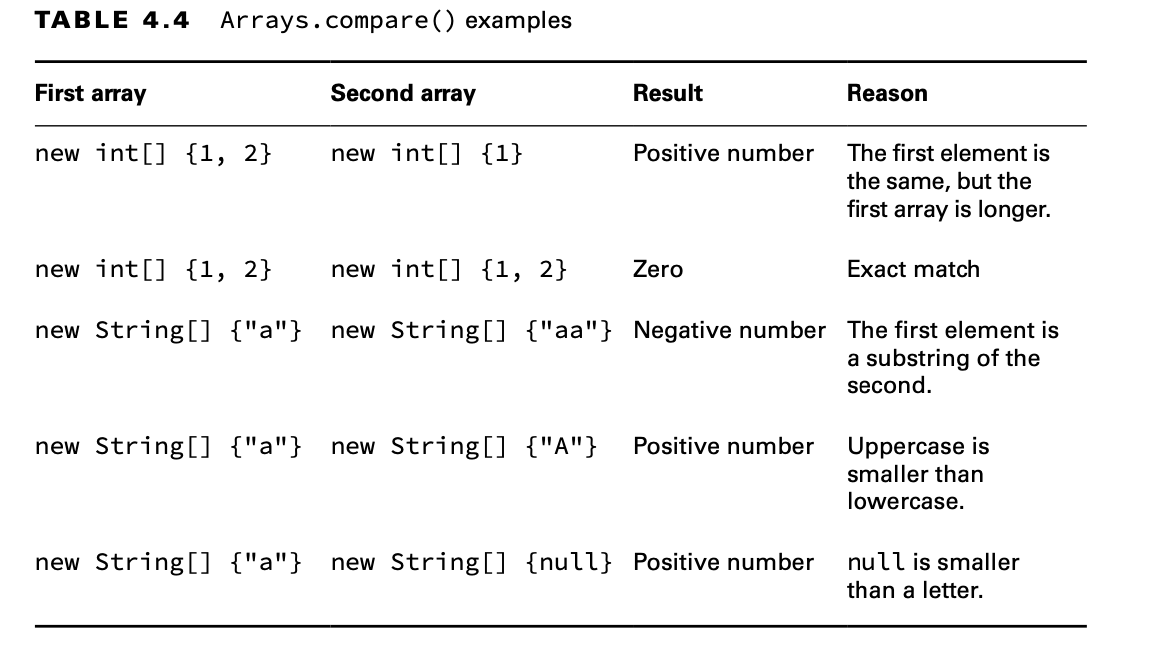 TABLE 4.4 Arrays.compare() examples
First array Second array Result Reason
new int[] {1, 2} new int[] {1} Positive number The first element is
the same, but the
first array is longer.
new int[] {1, 2} new int[] {1, 2} Zero Exact match
new String[] {"a"} new String[] {"aa"} Negative number The first element is
a substring of the
second.
new String[] {"a"} new String[] {"A"} Positive number Uppercase is
smaller than
lowercase.
new String[] {"a"} new String[] {null} Positive number null is smaller
than a letter.